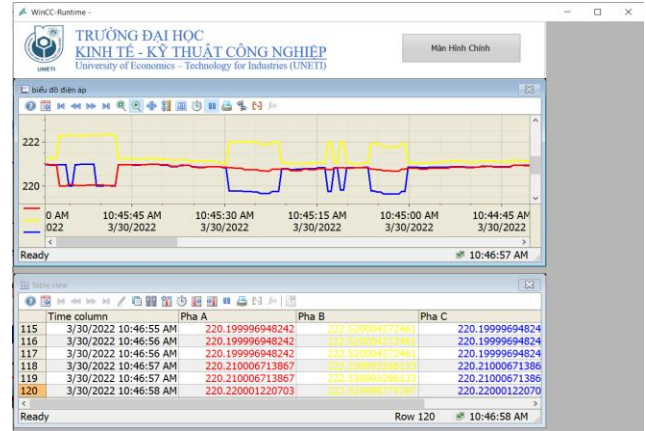 WinCC-Runtime -
TRƯỜNG ĐẠI HỌC
KINH TẾ - KỸ THUẬT CÔNG NGHIỆP
University of Economics – Technology for Industries (UNETI)
UNETI
Màn Hình Chính
biểu đồ điện áp
222
220
0 AM 10:45:45 AM 10:45:30 AM 10:45:15 AM 10:45:00 AM 10:44:45 AM
022 3/30/2022 3/30/2022 3/30/2022 3/30/2022 3/30/2022
Ready 10:46:57 AM
Table view
Time column Pha A Pha B Pha C
115 3/30/2022 10:46:55 AM 220.199996948242 222.520004272461 220.19999694824
116 3/30/2022 10:46:56 AM 220.199996948242 222.520004272461 220.19999694824
117 3/30/2022 10:46:56 AM 220.199996948242 222.520004272461 220.19999694824
118 3/30/2022 10:46:57 AM 220.210006713867 220.21000671386
119 3/30/2022 10:46:57 AM 220.210006713867 220.21000671386
120 3/30/2022 10:46:58 AM 220.220001220703 220.22000122070
Ready Row 120 10:46:58 AM